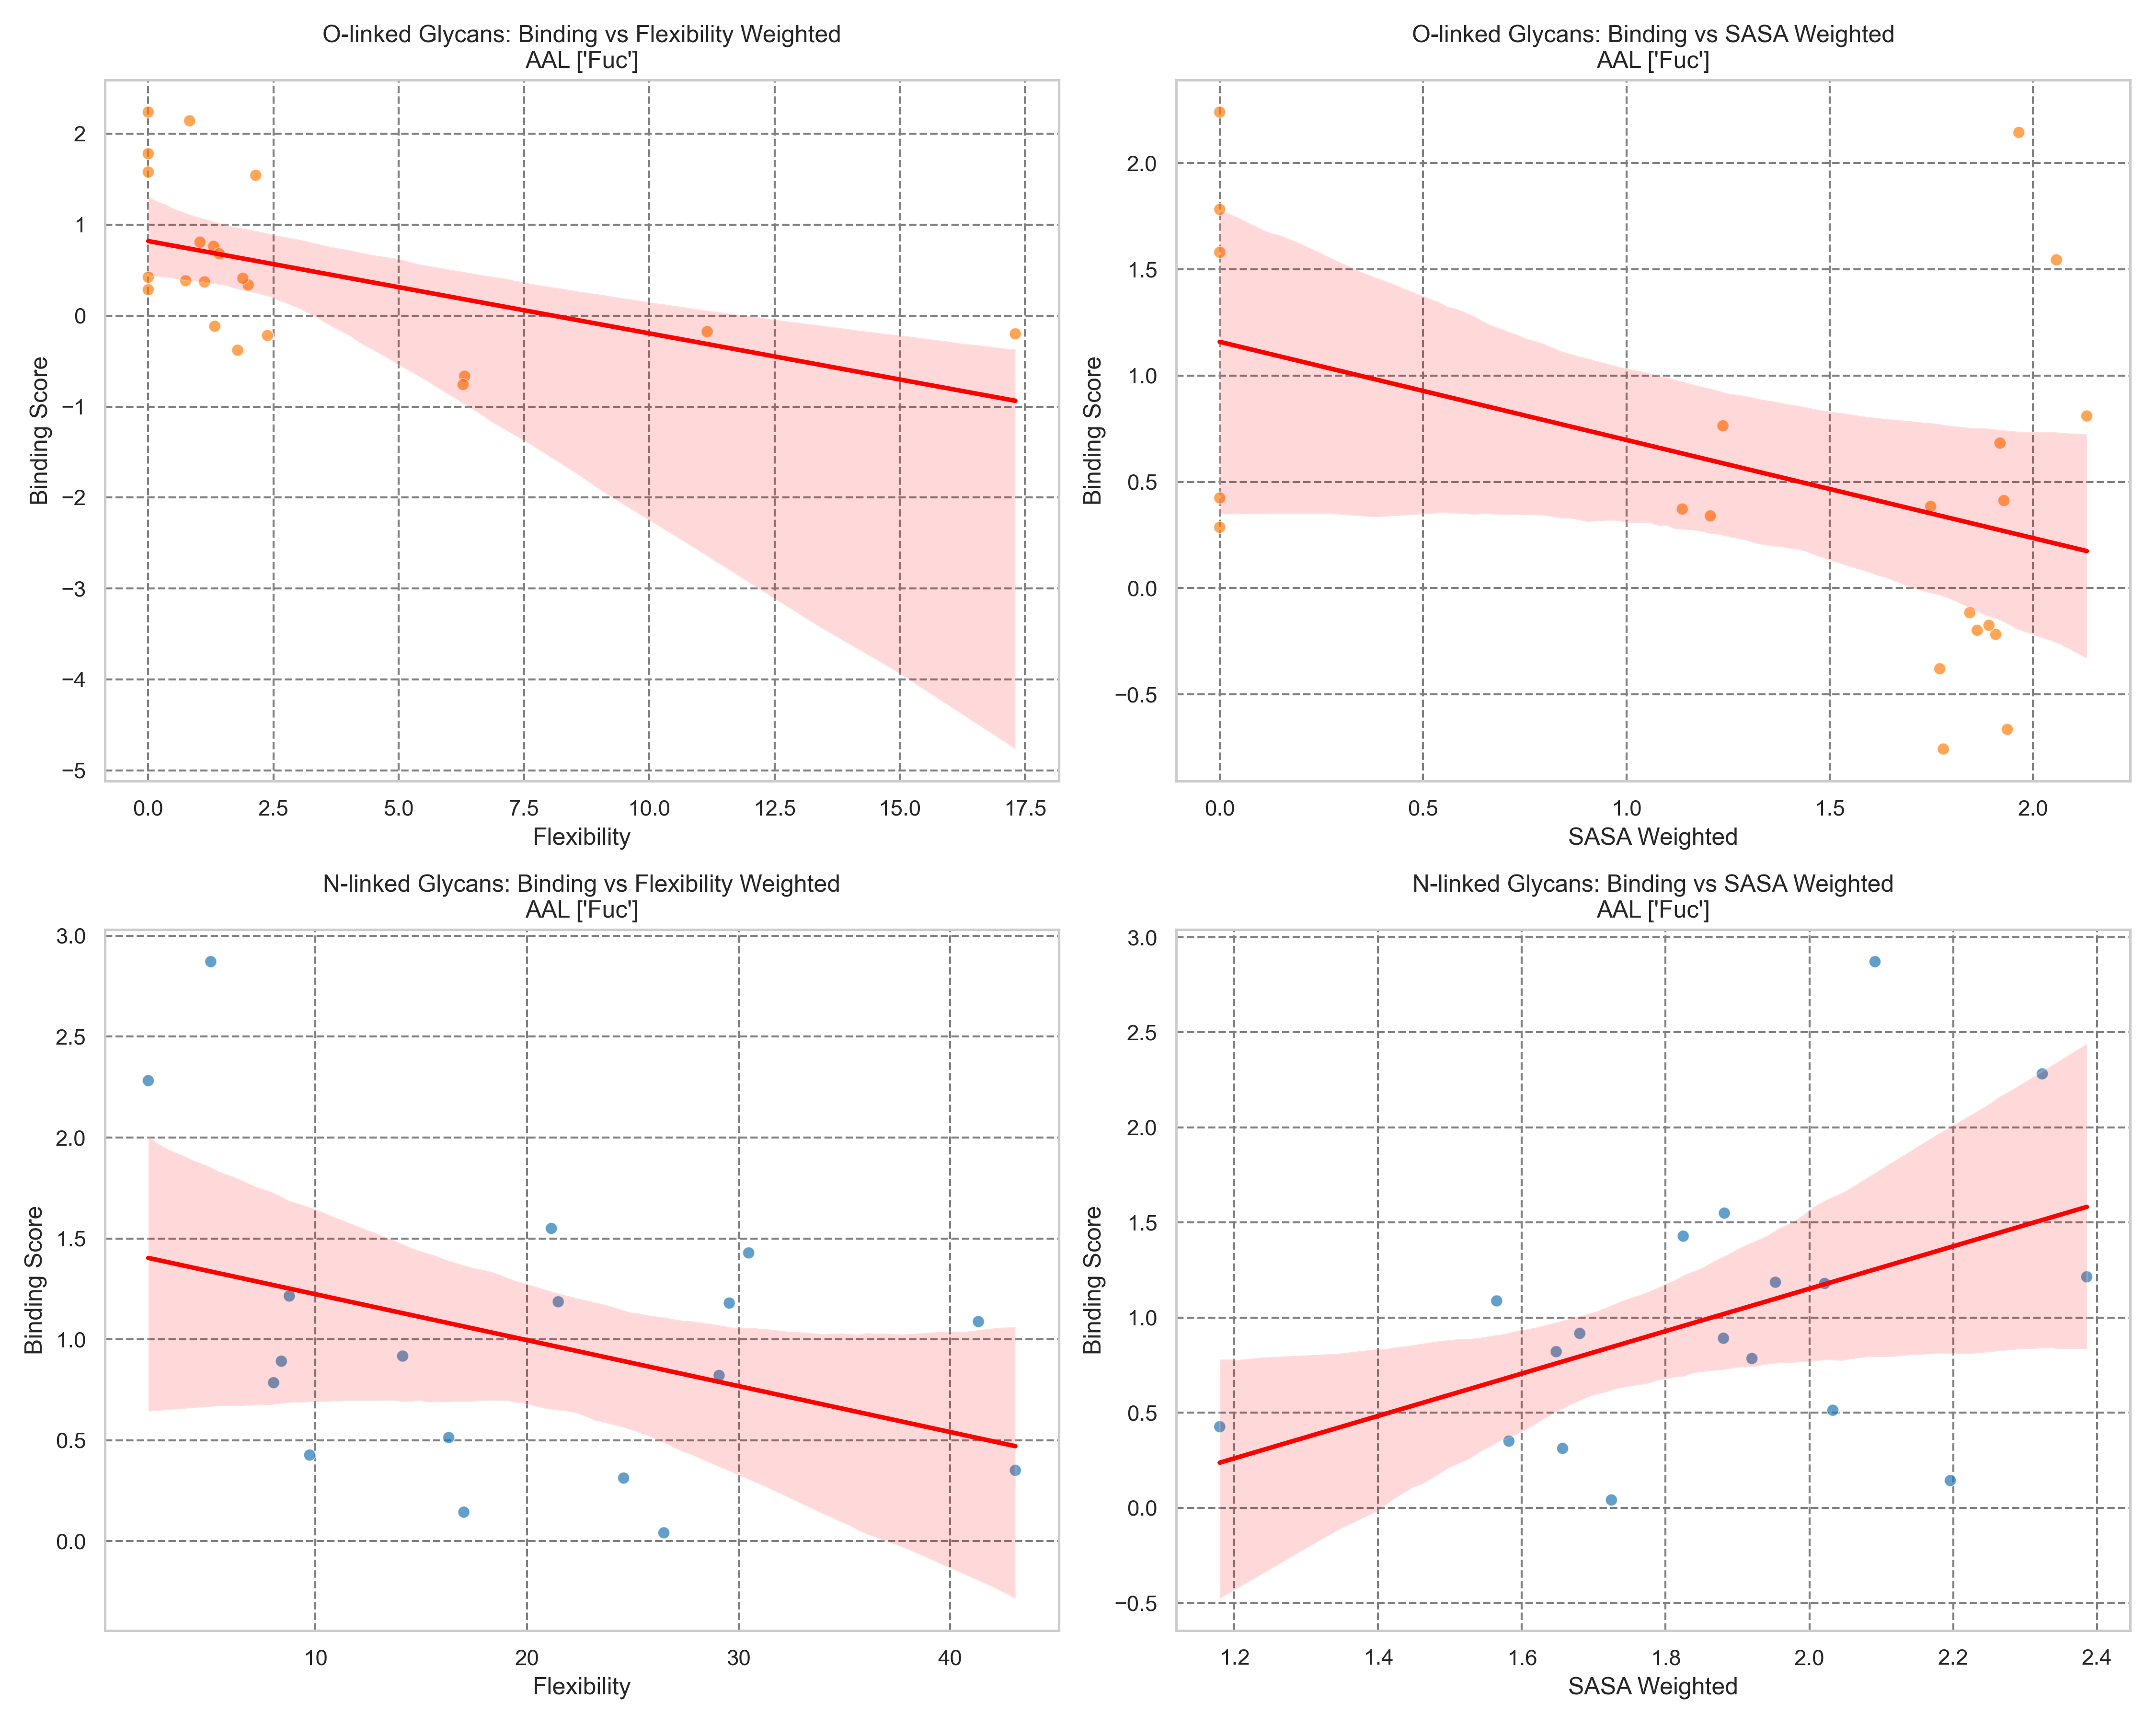 O-linked Glycans: Binding vs Flexibility Weighted
AAL ['Fuc']
Binding Score
2
1
0
−1
−2
−3
−4
−5
0.0 2.5 5.0 7.5 10.0 12.5 15.0 17.5
Flexibility
O-linked Glycans: Binding vs SASA Weighted
AAL ['Fuc']
Binding Score
2.0
1.5
1.0
0.5
0.0
−0.5
0.0 0.5 1.0 1.5 2.0
SASA Weighted
N-linked Glycans: Binding vs Flexibility Weighted
AAL ['Fuc']
Binding Score
3.0
2.5
2.0
1.5
1.0
0.5
0.0
10 20 30 40
Flexibility
N-linked Glycans: Binding vs SASA Weighted
AAL ['Fuc']
Binding Score
3.0
2.5
2.0
1.5
1.0
0.5
0.0
−0.5
1.2 1.4 1.6 1.8 2.0 2.2 2.4
SASA Weighted